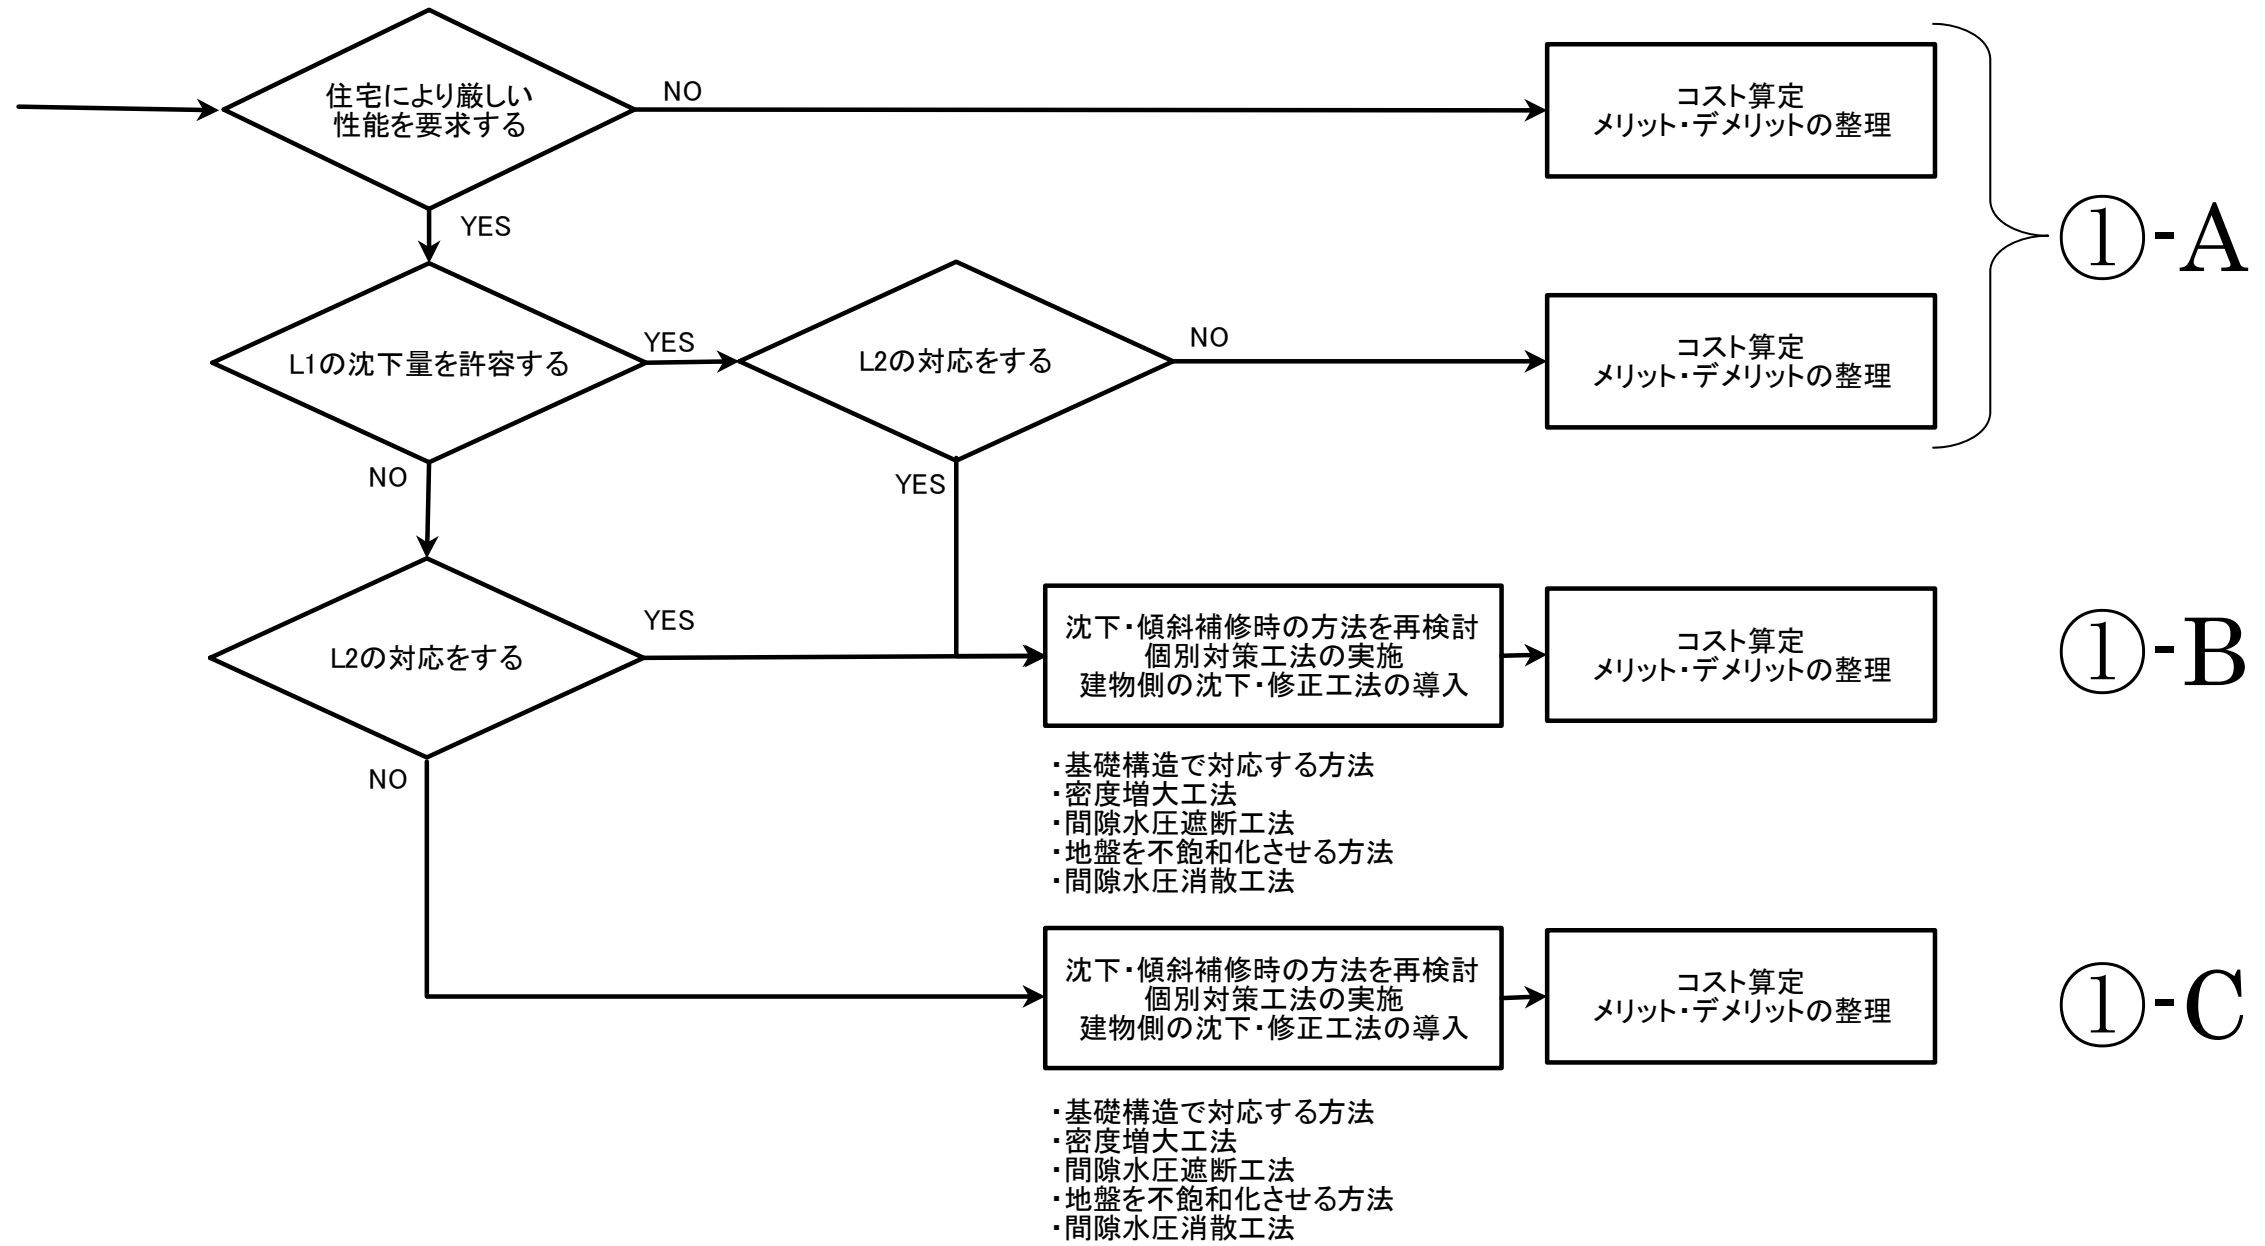 住宅により厳しい
性能を要求する
NO
コスト算定
メリット・デメリットの整理
①-A
YES
L1の沈下量を許容する
YES
L2の対応をする
NO
コスト算定
メリット・デメリットの整理
NO
YES
L2の対応をする
YES
沈下・傾斜補修時の方法を再検討
個別対策工法の実施
建物側の沈下・修正工法の導入
コスト算定
メリット・デメリットの整理
①-B
・基礎構造で対応する方法
・密度増大工法
・間隙水圧遮断工法
・地盤を不飽和化させる方法
・間隙水圧消散工法
NO
沈下・傾斜補修時の方法を再検討
個別対策工法の実施
建物側の沈下・修正工法の導入
コスト算定
メリット・デメリットの整理
①-C
・基礎構造で対応する方法
・密度増大工法
・間隙水圧遮断工法
・地盤を不飽和化させる方法
・間隙水圧消散工法